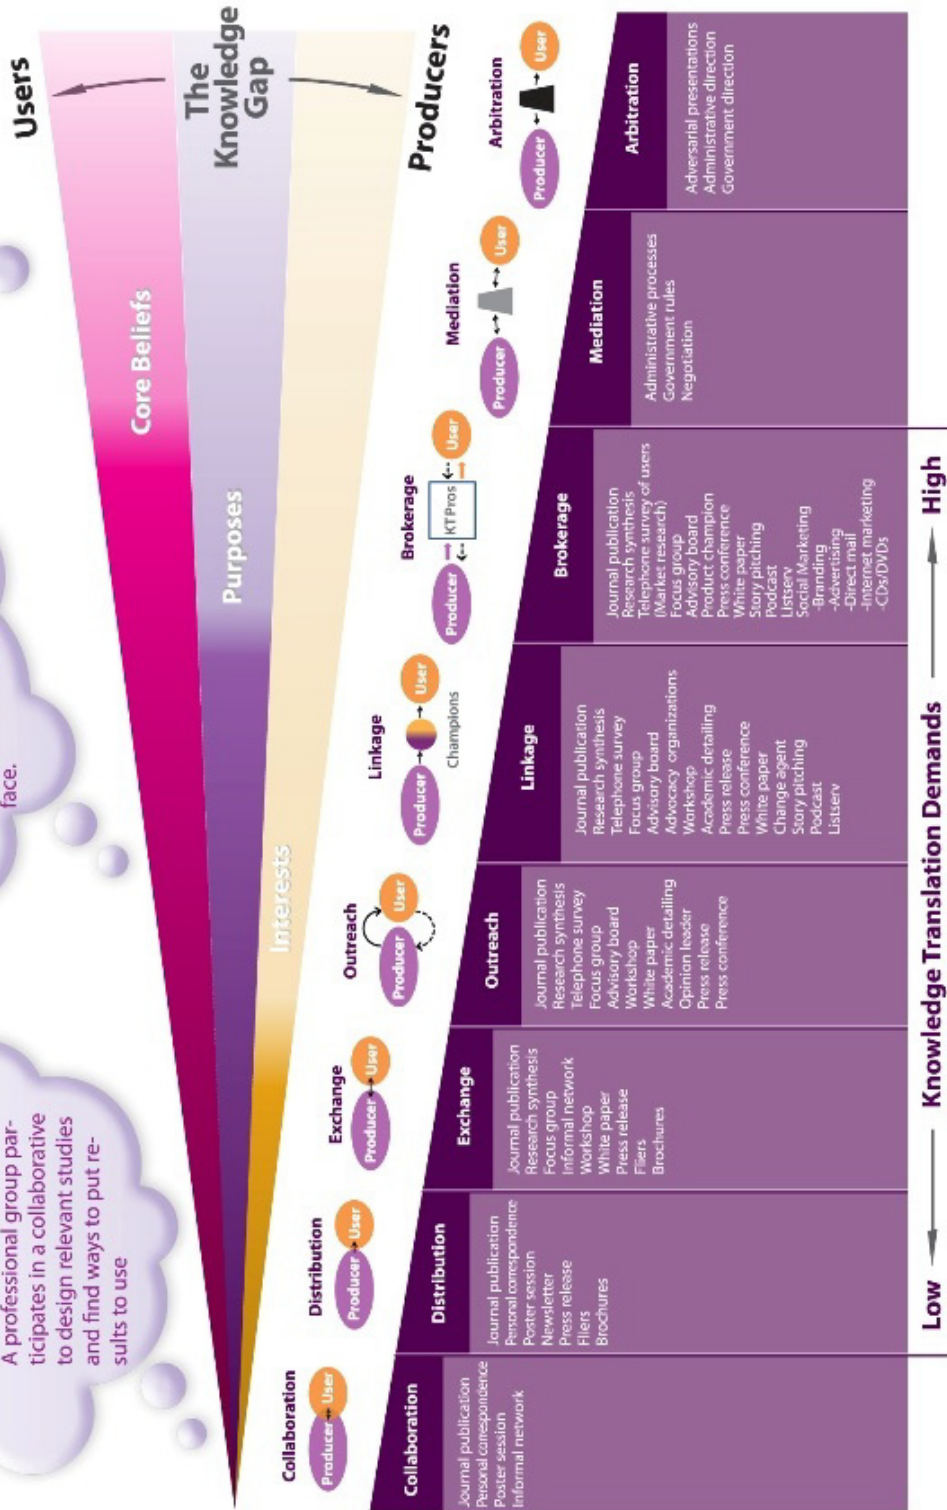 face.
A professional group par-
ticipates in a collaborative
to design relevant studies
and find ways to put re-
sults to use
Users
The
Knowledge
Gap
Producers
Core Beliefs
Purposes
Interests
Collaboration
Producer
User
Distribution
Producer
User
Exchange
Producer
User
Outreach
Producer
User
Linkage
Producer
User
Champions
Brokerage
Producer
KTPros
User
Mediation
Producer
User
Arbitration
Producer
User
Collaboration
Journal publication
Personal correspondence
Poster session
Informal network
Distribution
Journal publication
Personal correspondence
Poster session
Newsletter
Press release
Fliers
Brochures
Exchange
Journal publication
Research synthesis
Focus group
Informal network
Workshop
White paper
Press release
Fliers
Brochures
Outreach
Journal publication
Research synthesis
Telephone survey
Focus group
Advisory board
Workshop
White paper
Academic detailing
Opinion leader
Press release
Press conference
Linkage
Journal publication
Research synthesis
Telephone survey
Focus group
Advisory board
Advocacy organizations
Workshop
Academic detailing
Press release
Press conference
White paper
Change agent
Story pitching
Podcast
Listserv
Brokerage
Journal publication
Research synthesis
Telephone survey of users
(Market research)
Focus group
Advisory board
Product champion
Press conference
White paper
Story pitching
Podcast
Listserv
Social Marketing
-Branding
-Advertising
-Direct mail
-Internet marketing
-CDs/DVDs
Mediation
Administrative processes
Government rules
Negotiation
Arbitration
Adversarial presentations
Administrative direction
Government direction
Low
Knowledge Translation Demands
High